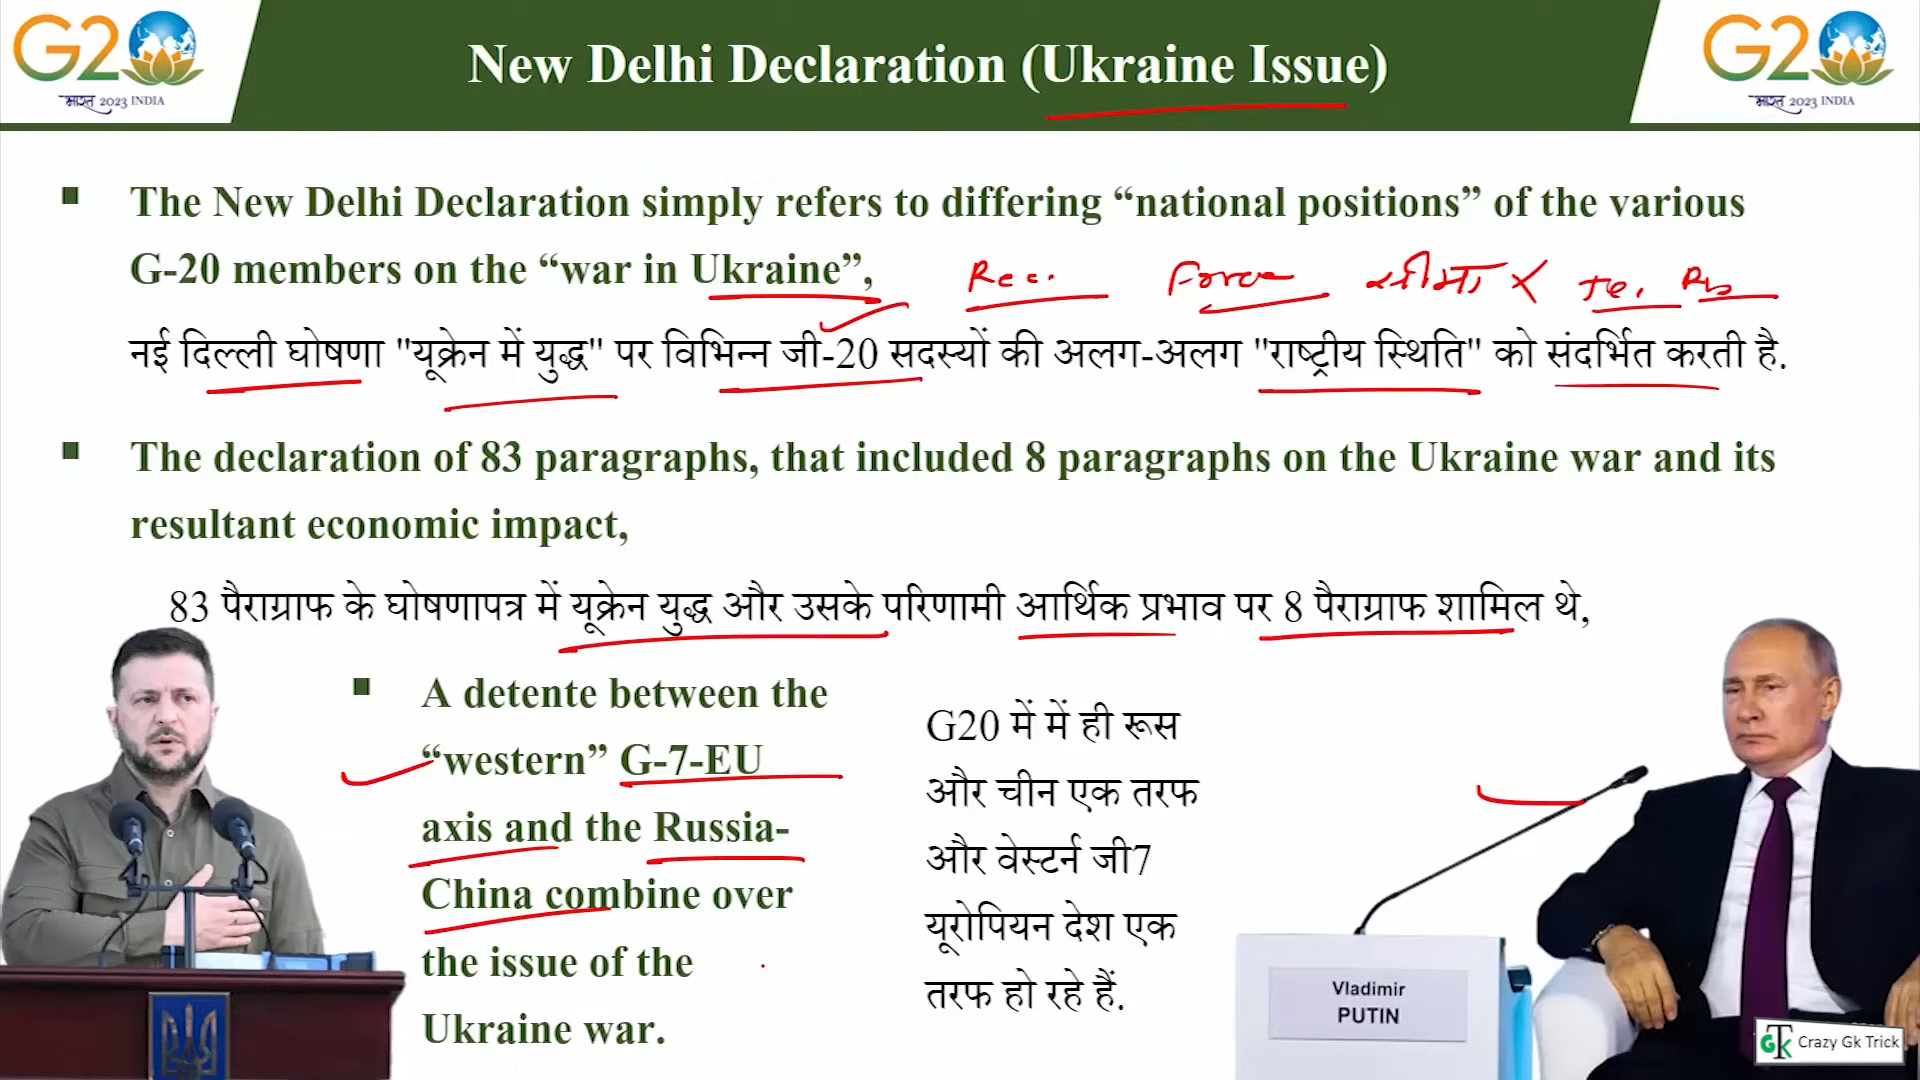 G20
भारत 2023 INDIA
New Delhi Declaration (Ukraine Issue)
G20
भारत 2023 INDIA
▪ The New Delhi Declaration simply refers to differing “national positions” of the various
G-20 members on the “war in Ukraine”,
Rec. Force सीमा × Te.
नई दिल्ली घोषणा "यूक्रेन में युद्ध" पर विभिन्न जी-20 सदस्यों की अलग-अलग "राष्ट्रीय स्थिति" को संदर्भित करती है.
▪ The declaration of 83 paragraphs, that included 8 paragraphs on the Ukraine war and its
resultant economic impact,
83 पैराग्राफ के घोषणापत्र में यूक्रेन युद्ध और उसके परिणामी आर्थिक प्रभाव पर 8 पैराग्राफ शामिल थे,
▪ A detente between the
“western” G-7-EU
axis and the Russia-
China combine over
the issue of the
Ukraine war.
G20 में में ही रूस
और चीन एक तरफ
और वेस्टर्न जी7
यूरोपियन देश एक
तरफ हो रहे हैं.
Vladimir
PUTIN
GTK Crazy Gk Trick